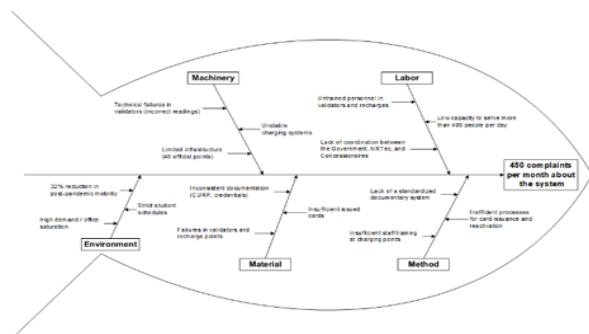 Machinery
Labor
Technical failures in
validators (incorrect readings)
Unstable
charging systems
Limited infrastructure
(45 official points)
Untrained personnel in
validators and recharges
Low capacity to serve more
than 400 people per day
Lack of coordination between
the Government, NRTec, and
Concessionaires
450 complaints
per month about
the system
32% reduction in
post-pandemic mobility
Strict student
schedules
High demand / office
saturation
Environment
Inconsistent documentation
(CURP, credentials)
Insufficient issued
cards
Failures in validators and
recharge points
Material
Lack of a standardized
documentary system
Inefficient processes
for card issuance and
reactivation
Insufficient staff training
at charging points
Method